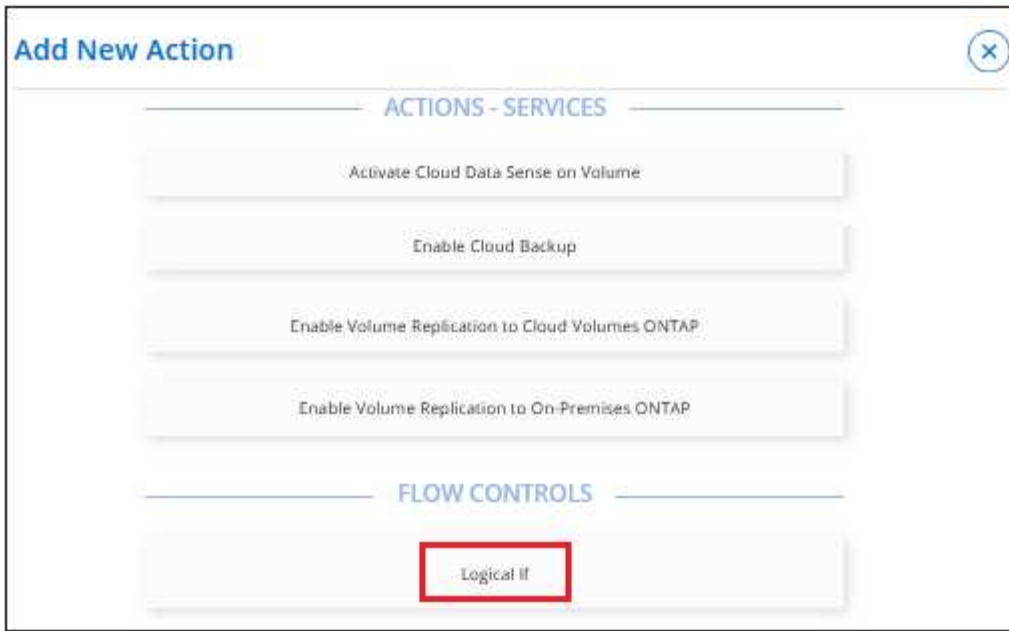 Add New Action
ACTIONS - SERVICES
Activate Cloud Data Sense on Volume
Enable Cloud Backup
Enable Volume Replication to Cloud Volumes ONTAP
Enable Volume Replication to On-Premises ONTAP
FLOW CONTROLS
Logical If